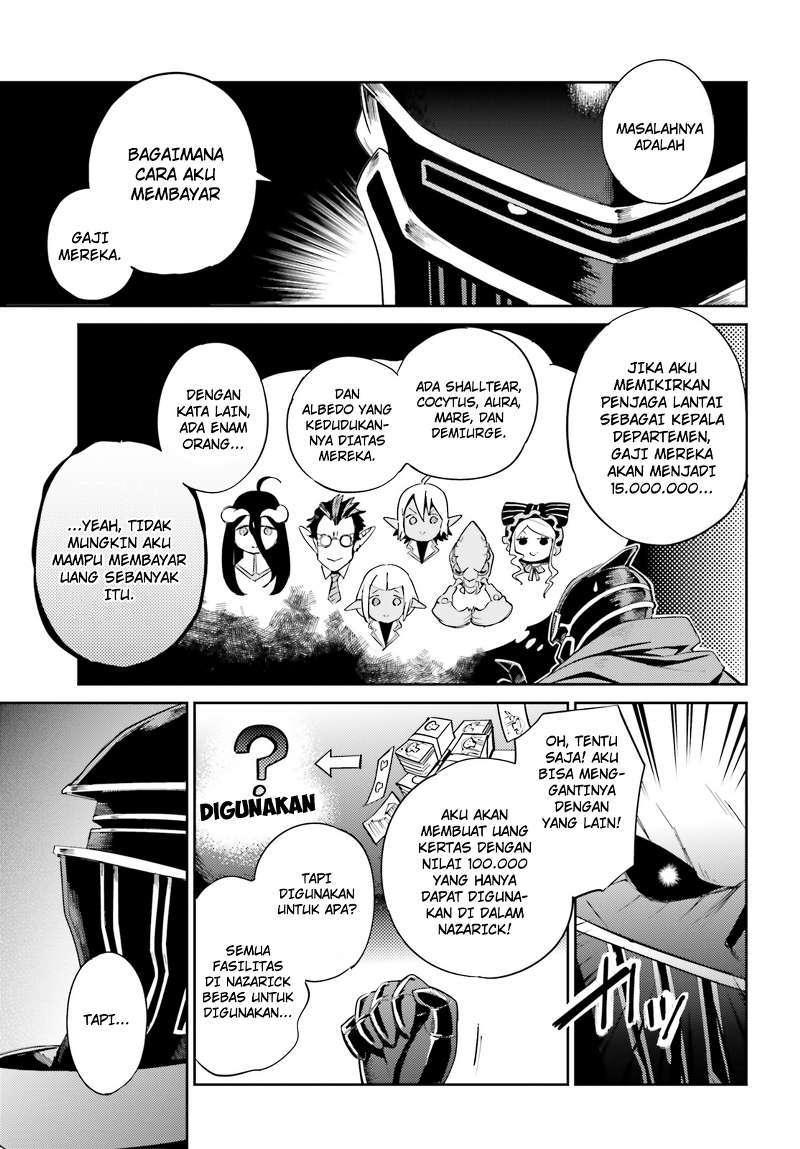 MASALAHNYA
ADALAH
BAGAIMANA
CARA AKU
MEMBAYAR
GAJI
MEREKA.
JIKA AKU
MEMIKIRKAN
PENJAGA LANTAI
SEBAGAI KEPALA
DEPARTEMEN,
GAJI MEREKA
AKAN MENJADI
15.000.000...
ADA SHALLTEAR,
COCYTUS, AURA,
MARE, DAN
DEMIURGE.
DAN
ALBEDO YANG
KEDUDUKAN-
NYA DIATAS
MEREKA.
DENGAN
KATA LAIN,
ADA ENAM
ORANG...
...YEAH, TIDAK
MUNGKIN AKU
MAMPU MEMBAYAR
UANG SEBANYAK
ITU.
OH, TENTU
SAJA! AKU
BISA MENG-
GANTINYA
DENGAN
YANG LAIN!
ガッ
AKU AKAN
MEMBUAT UANG
KERTAS DENGAN
NILAI 100.000
YANG HANYA
DAPAT DIGUNA-
KAN DI DALAM
NAZARICK!
?
DIGUNAKAN
TAPI
DIGUNAKAN
UNTUK APA?
SEMUA
FASILITAS
DI NAZARICK
BEBAS UNTUK
DIGUNAKAN...
TAPI...